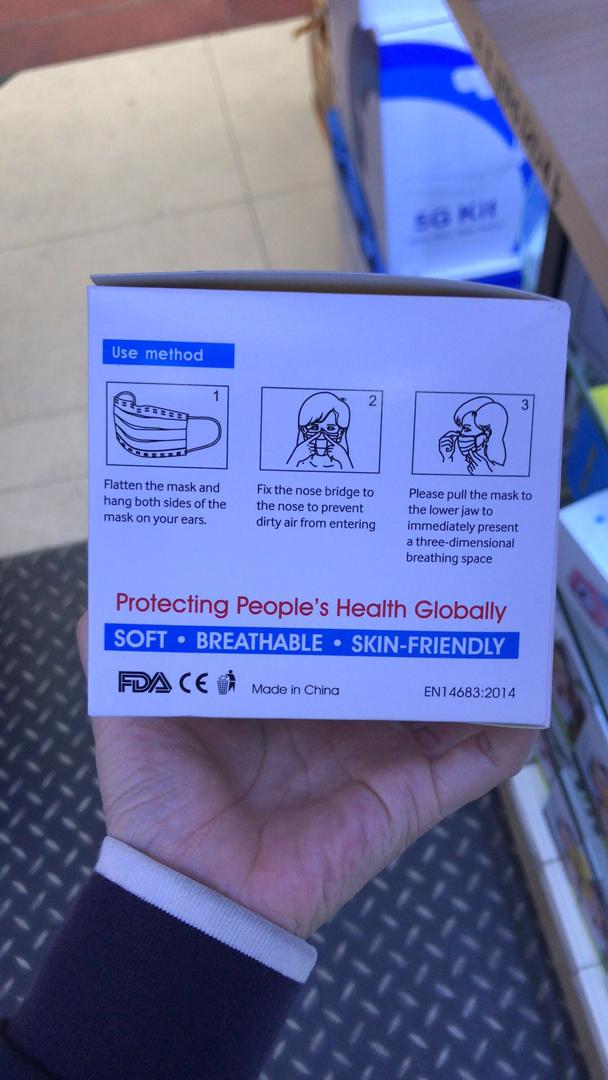 SG Kit
Use method
1
2
3
Flatten the mask and
hang both sides of the
mask on your ears.
Fix the nose bridge to
the nose to prevent
dirty air from entering
Please pull the mask to
the lower jaw to
immediately present
a three-dimensional
breathing space
Protecting People's Health Globally
SOFT • BREATHABLE • SKIN-FRIENDLY
FDA CE Made in China EN14683:2014